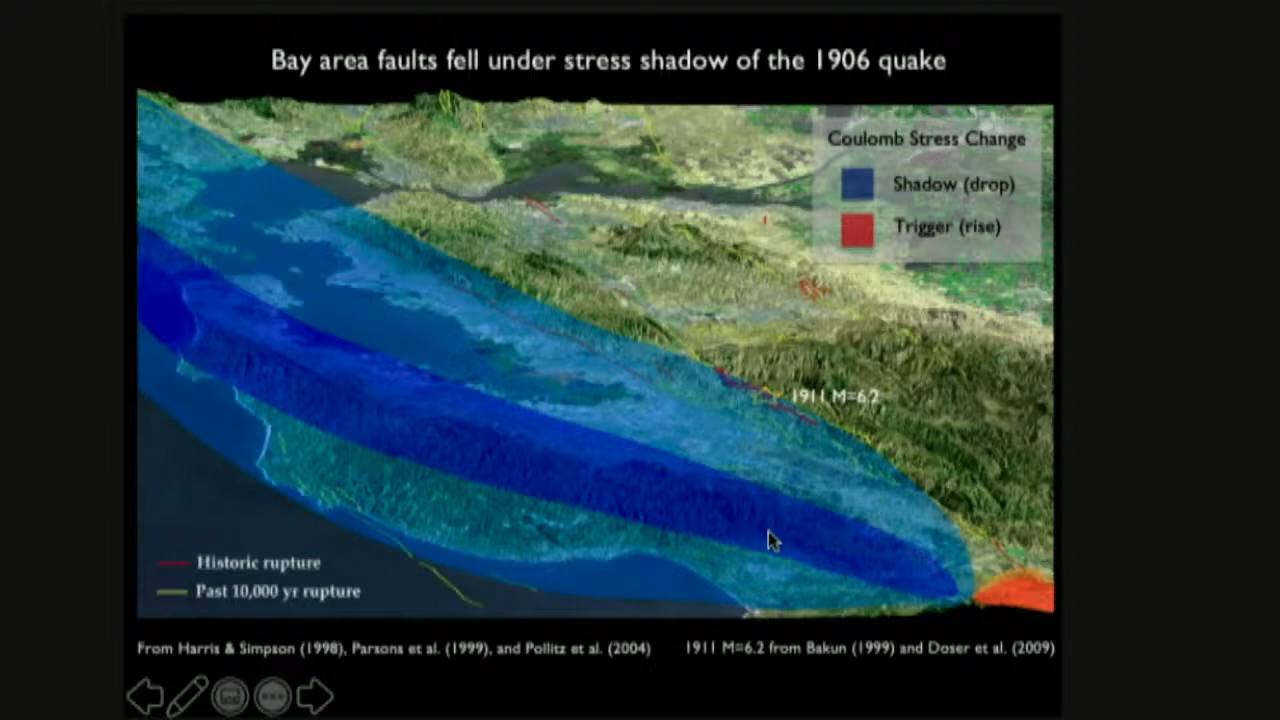 Bay area faults fell under stress shadow of the 1906 quake
Coulomb Stress Change
Shadow (drop)
Trigger (rise)
1911 M=6.2
Historic rupture
Past 10,000 yr rupture
From Harris & Simpson (1998), Parsons et al. (1999), and Pollitz et al. (2004)
1911 M=6.2 from Bakun (1999) and Doser et al. (2009)